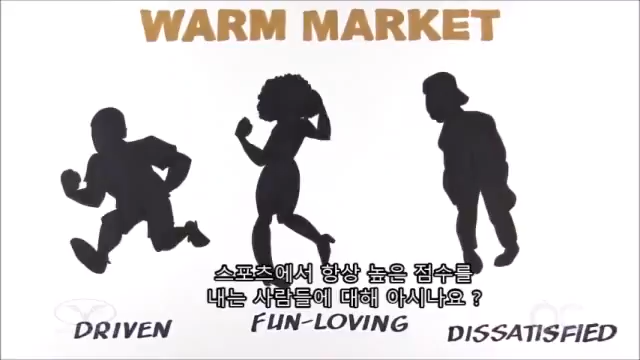 WARM MARKET
스포츠에서 항상 높은 점수를
내는 사람들에 대해 아시나요 ?
DRIVEN
FUN-LOVING
DISSATISFIED